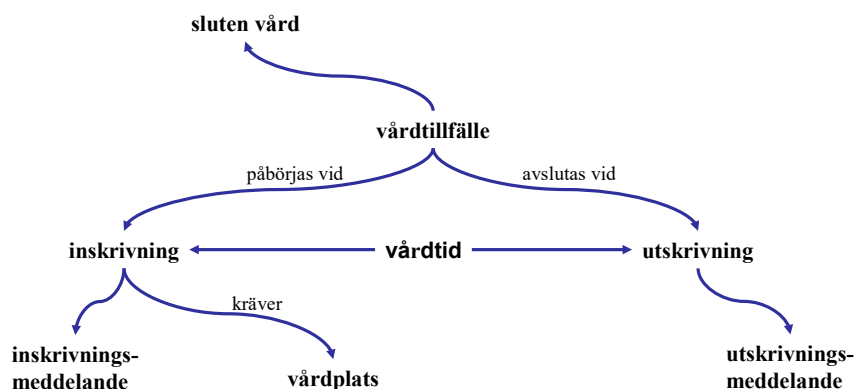 sluten vård
vårdtillfälle
påbörjas vid
avslutas vid
inskrivning
vårdtid
utskrivning
kräver
inskrivnings-
meddelande
vårdplats
utskrivnings-
meddelande